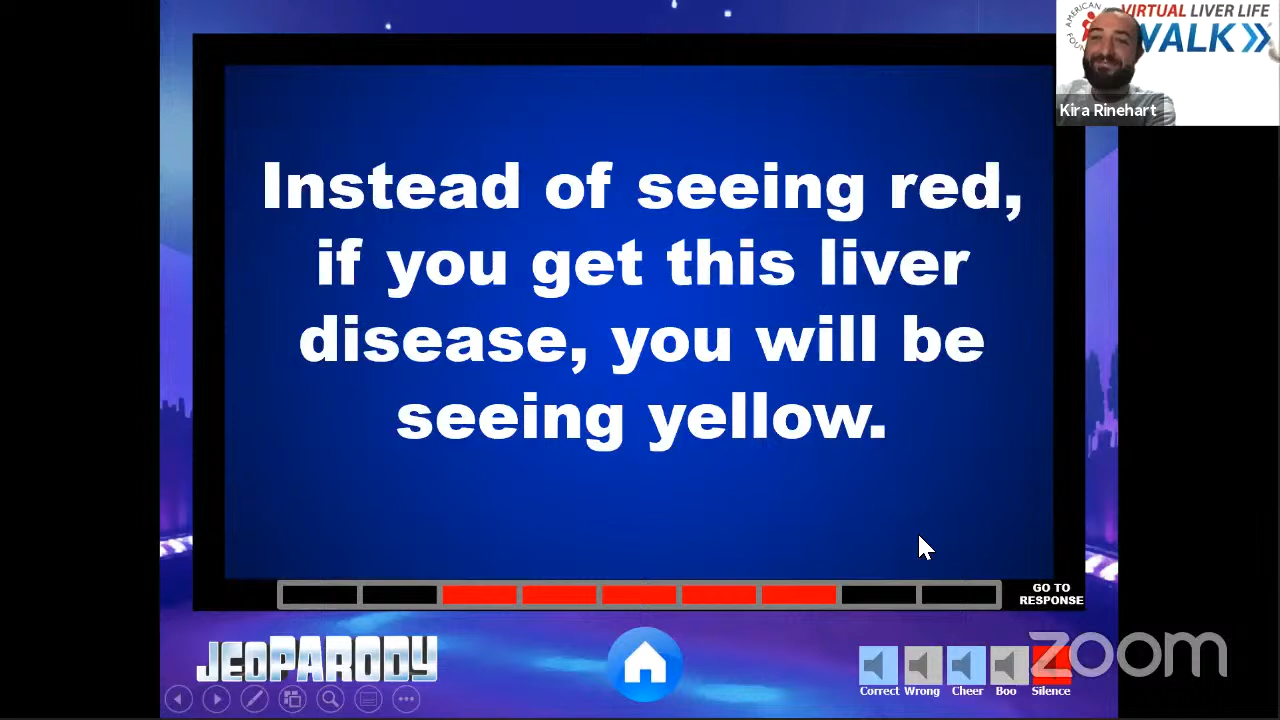 AMERICAN
VIRTUAL LIVER LIFE
WALK
Kira Rinehart
Instead of seeing red,
if you get this liver
disease, you will be
seeing yellow.
GO TO
RESPONSE
JEOPARODY
Correct Wrong Cheer Boo Silence
zoom